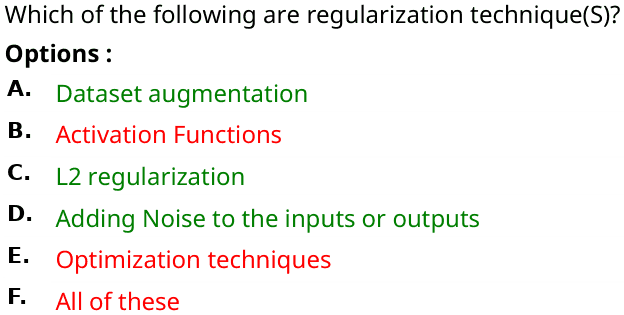 Which of the following are regularization technique(S)?
Options :
A. Dataset augmentation
B. Activation Functions
C. L2 regularization
D. Adding Noise to the inputs or outputs
E. Optimization techniques
F. All of these